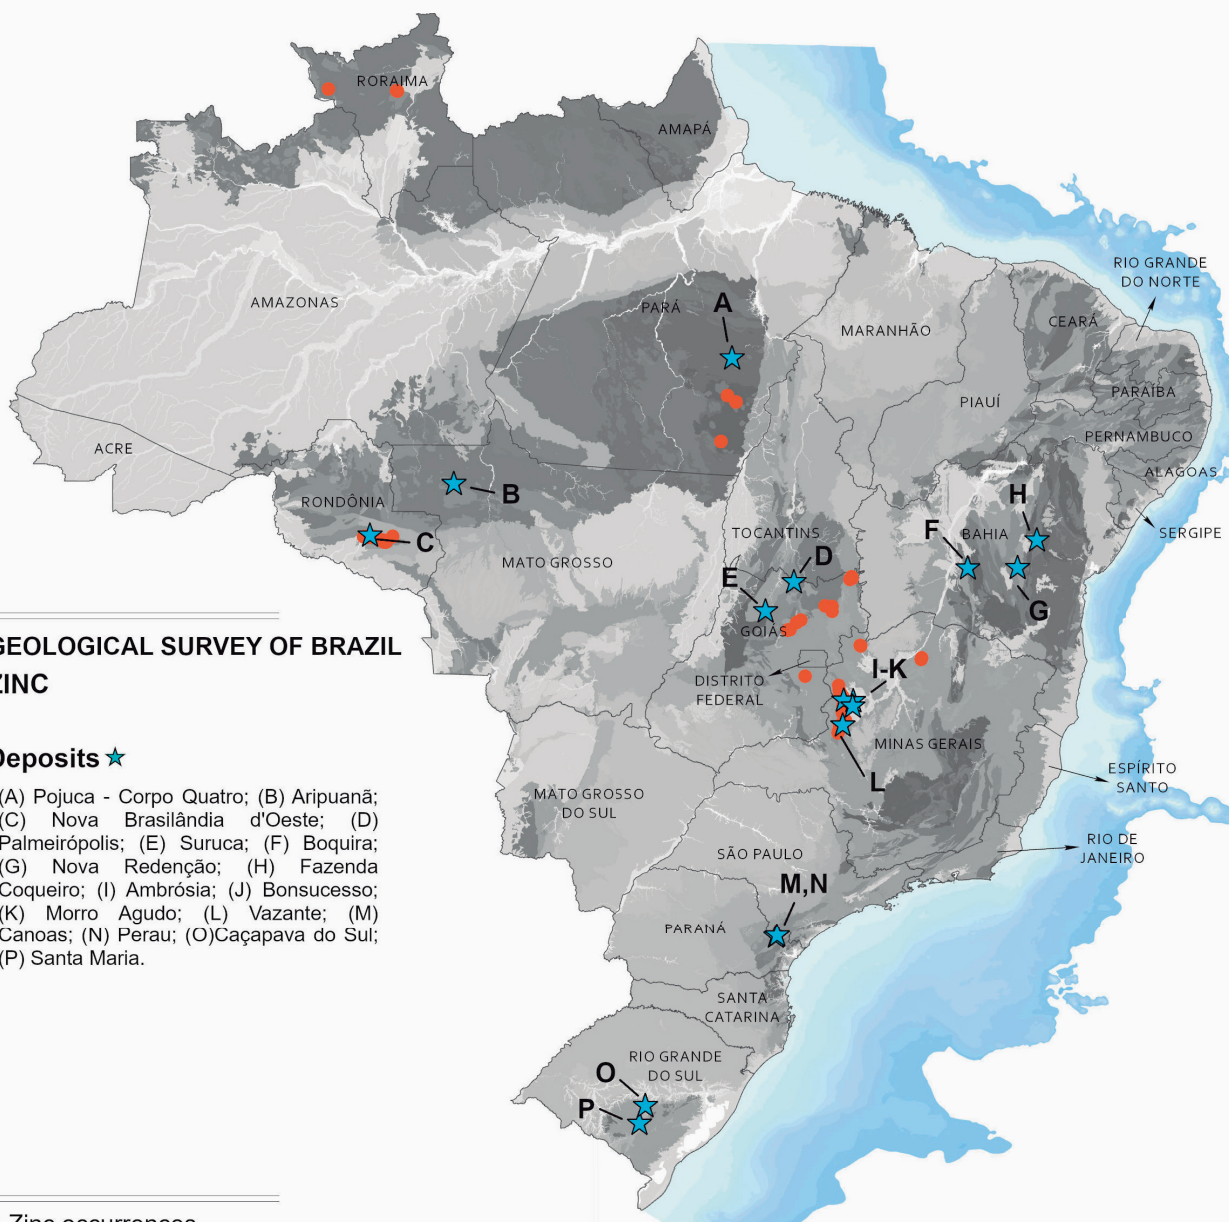 RORAIMA
AMAPÁ
RIO GRANDE
DO NORTE
AMAZONAS
PARÁ
A
MARANHÃO
CEARÁ
PARAÍBA
PIAUÍ
PERNAMBUCO
ACRE
ALAGOAS
B
H
RONDÔNIA
TOCANTINS
F
BAHIA
SERGIPE
C
MATO GROSSO
D
E
G
GOIÁS
GEOLOGICAL SURVEY OF BRAZIL
ZINC
I-K
DISTRITO
FEDERAL
MINAS GERAIS
Deposits
L
ESPÍRITO
SANTO
(A) Pojuca - Corpo Quatro; (B) Aripuanã;
(C) Nova Brasilândia d'Oeste; (D)
Palmeirópolis; (E) Suruca; (F) Boquira;
(G) Nova Redenção; (H) Fazenda
Coqueiro; (I) Ambrósia; (J) Bonsucesso;
(K) Morro Agudo; (L) Vazante; (M)
Canoas; (N) Perau; (O)Caçapava do Sul;
(P) Santa Maria.
MATO GROSSO
DO SUL
RIO DE
JANEIRO
SÃO PAULO
M,N
PARANÁ
SANTA
CATARINA
RIO GRANDE
DO SUL
O
P
Zinc occurrences